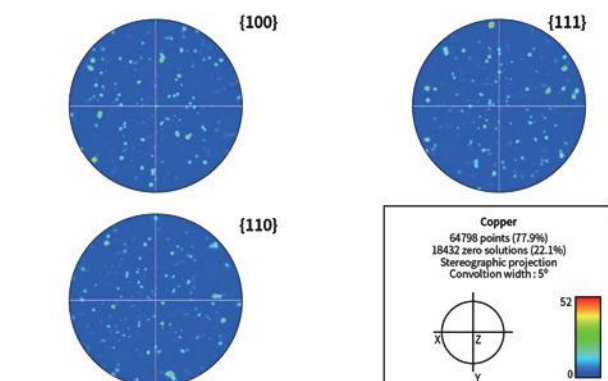 {100}
{111}
{110}
Copper
64798 points (77.9%)
18432 zero solutions (22.1%)
Stereographic projection
Convoltion width : 5°
52
X
Z
Y
0